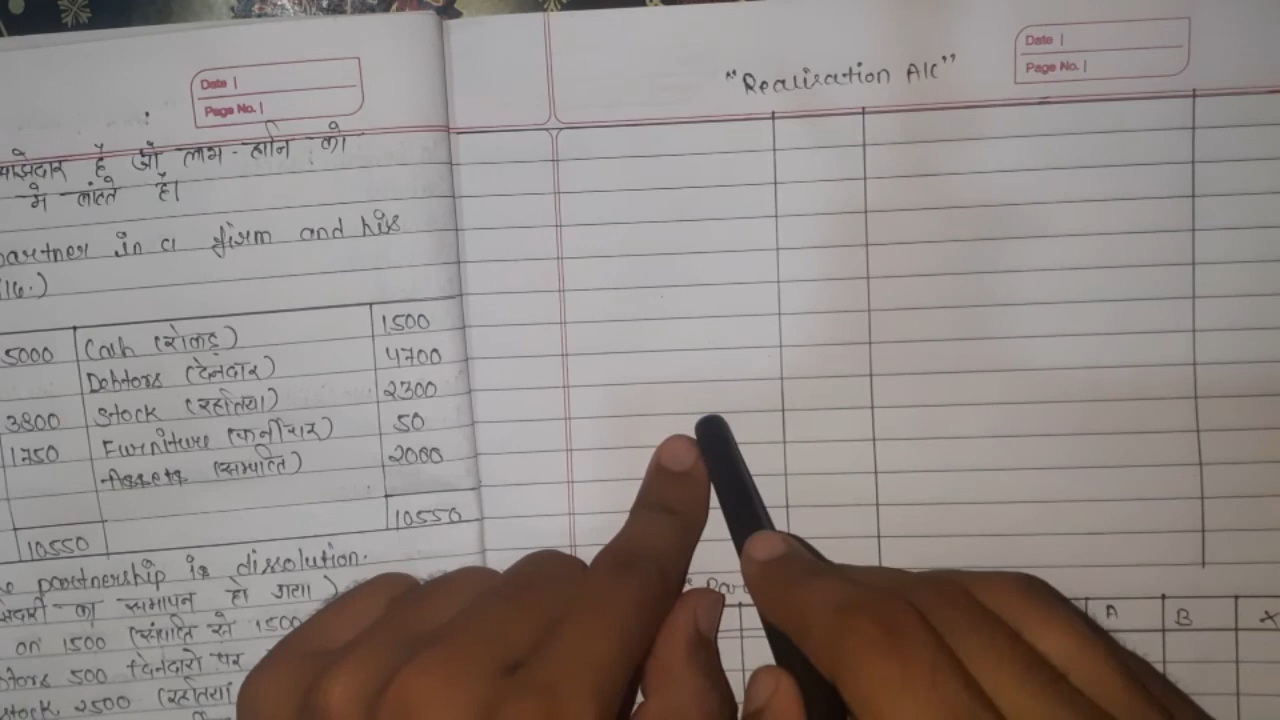 Date |
Page No. |
साझेदार है जो लाभ-हानि को
में बांटते हैं।
partner in a firm and his
16.)
5000 Cash (रोकड़) 1500
Debtors (देनदार) 4700
3800 Stock (रहतिया) 2300
1750 Furniture (फर्नीचर) 50
Assets (सम्पत्ति) 2000
10550 10550
partnership is dissolution.
का समापन हो गया)
on 1500 (संपत्ति से 1500
500 देनदारो पर
Stock 2500 (रहतिया
"Realisation A/c"
Date |
Page No. |
A B X